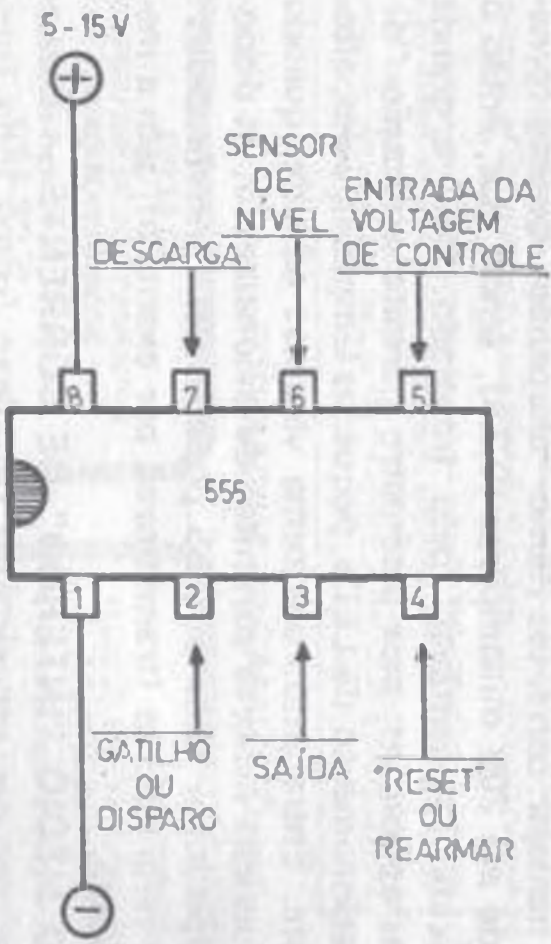 5-15 V
+
SENSOR
DE
NÍVEL
ENTRADA DA
VOLTAGEM
DE CONTROLE
DESCARGA
8
7
6
5
555
1
2
3
4
GATILHO
OU
DISPARO
SAÍDA
"RESET"
OU
REARMAR
-